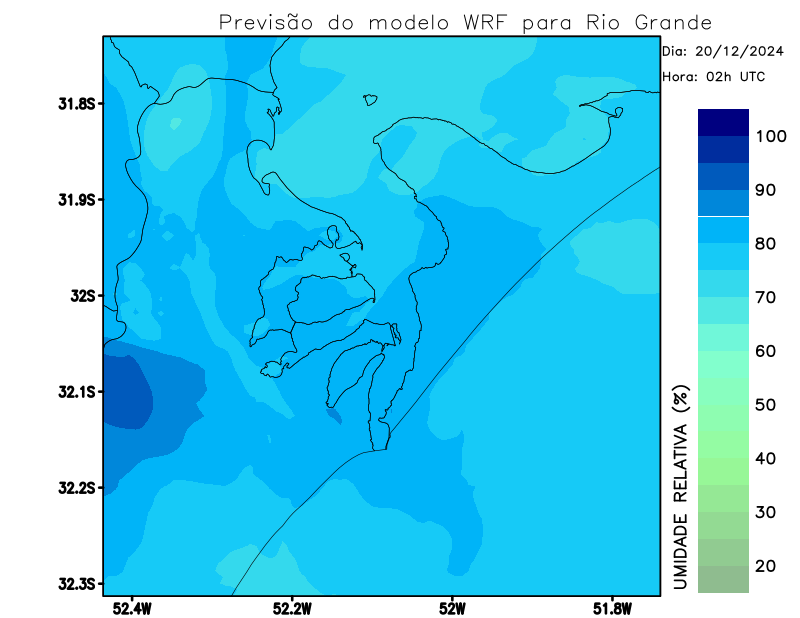 Previsão do modelo WRF para Rio Grande
Dia: 20/12/2024
Hora: 02h UTC
31.8S
31.9S
32S
32.1S
32.2S
32.3S
52.4W
52.2W
52W
51.8W
100
90
80
70
60
50
40
30
20
UMIDADE RELATIVA (%)